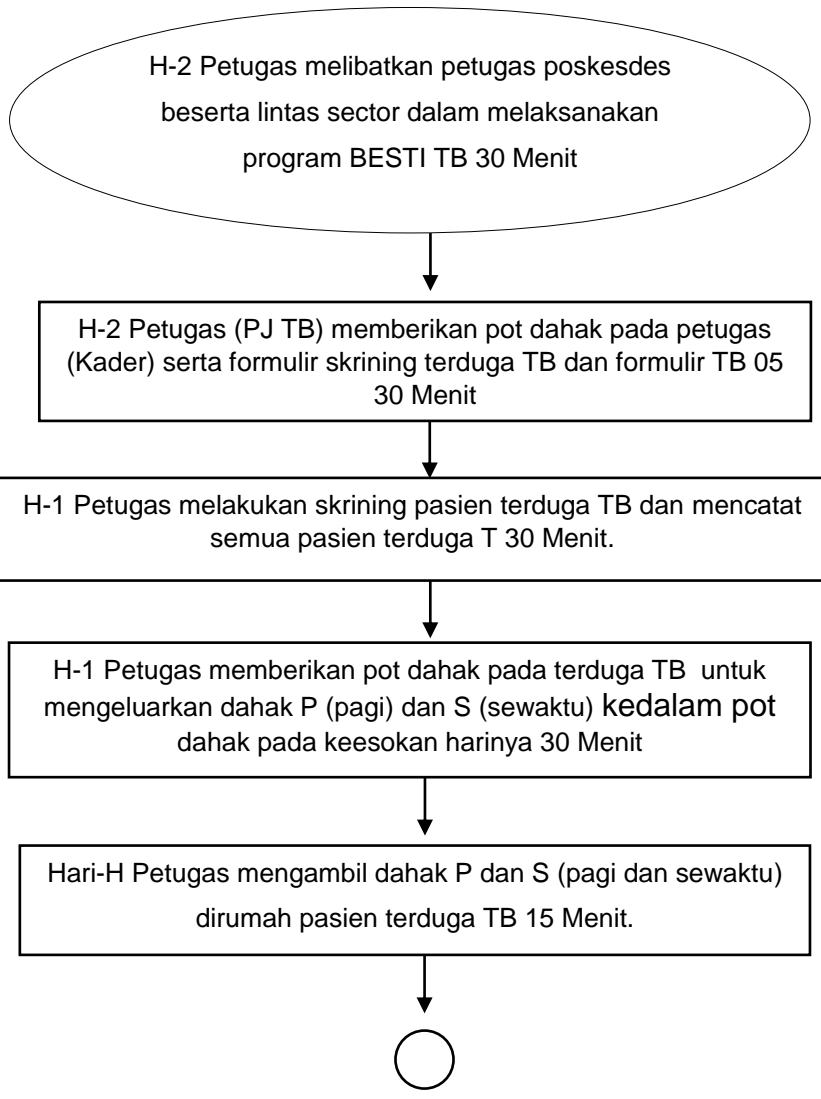 H-2 Petugas melibatkan petugas poskesdes
beserta lintas sector dalam melaksanakan
program BESTI TB 30 Menit
H-2 Petugas (PJ TB) memberikan pot dahak pada petugas
(Kader) serta formulir skrining terduga TB dan formulir TB 05
30 Menit
H-1 Petugas melakukan skrining pasien terduga TB dan mencatat
semua pasien terduga T 30 Menit.
H-1 Petugas memberikan pot dahak pada terduga TB  untuk
mengeluarkan dahak P (pagi) dan S (sewaktu) kedalam pot
dahak pada keesokan harinya 30 Menit
Hari-H Petugas mengambil dahak P dan S (pagi dan sewaktu)
dirumah pasien terduga TB 15 Menit.